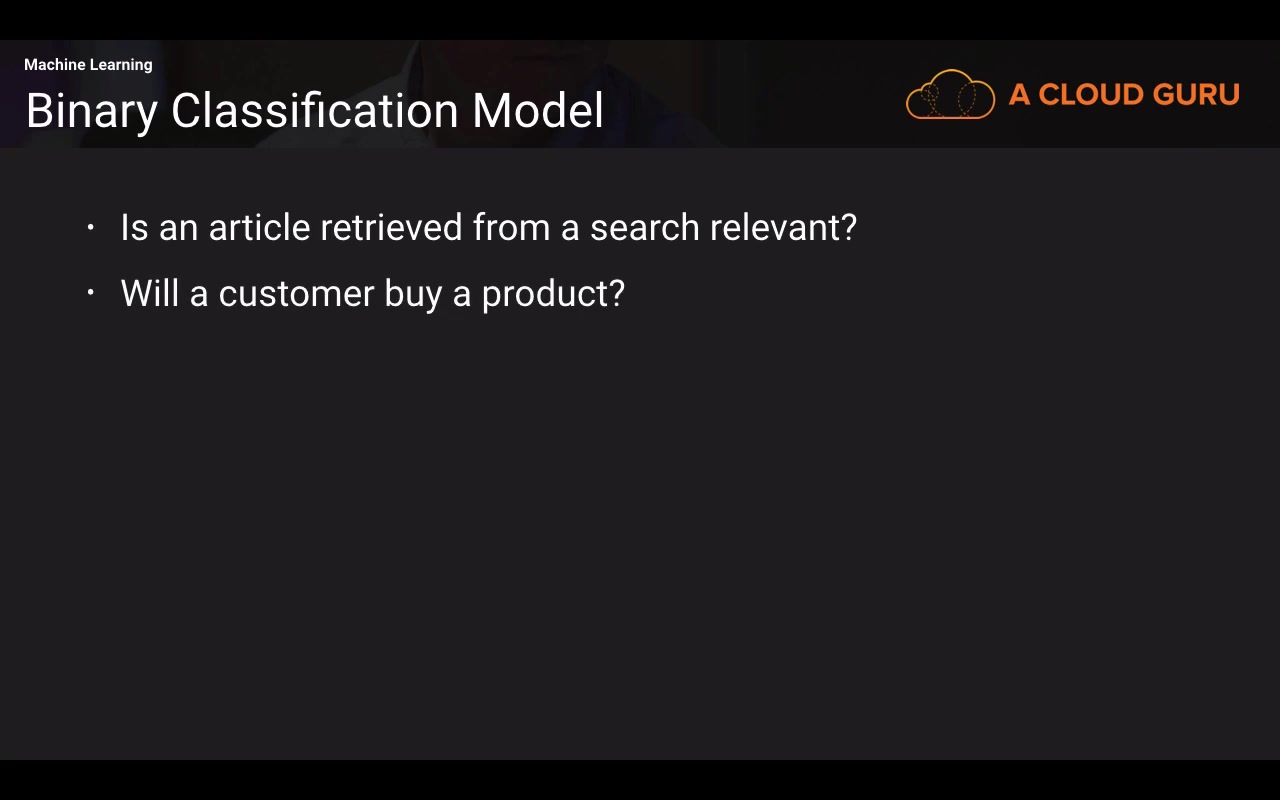 Machine Learning
Binary Classification Model
A CLOUD GURU
· Is an article retrieved from a search relevant?
· Will a customer buy a product?